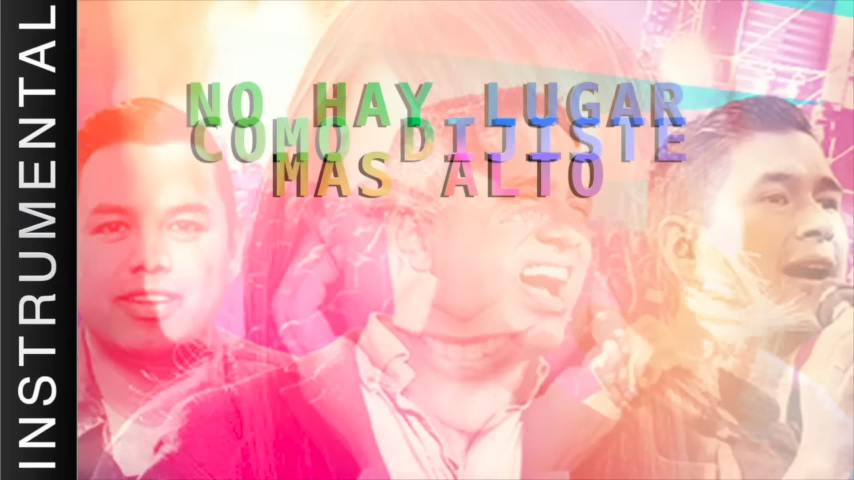 INSTRUMENTAL
NO HAY LUGAR
COMO DIJISTE
MAS ALTO